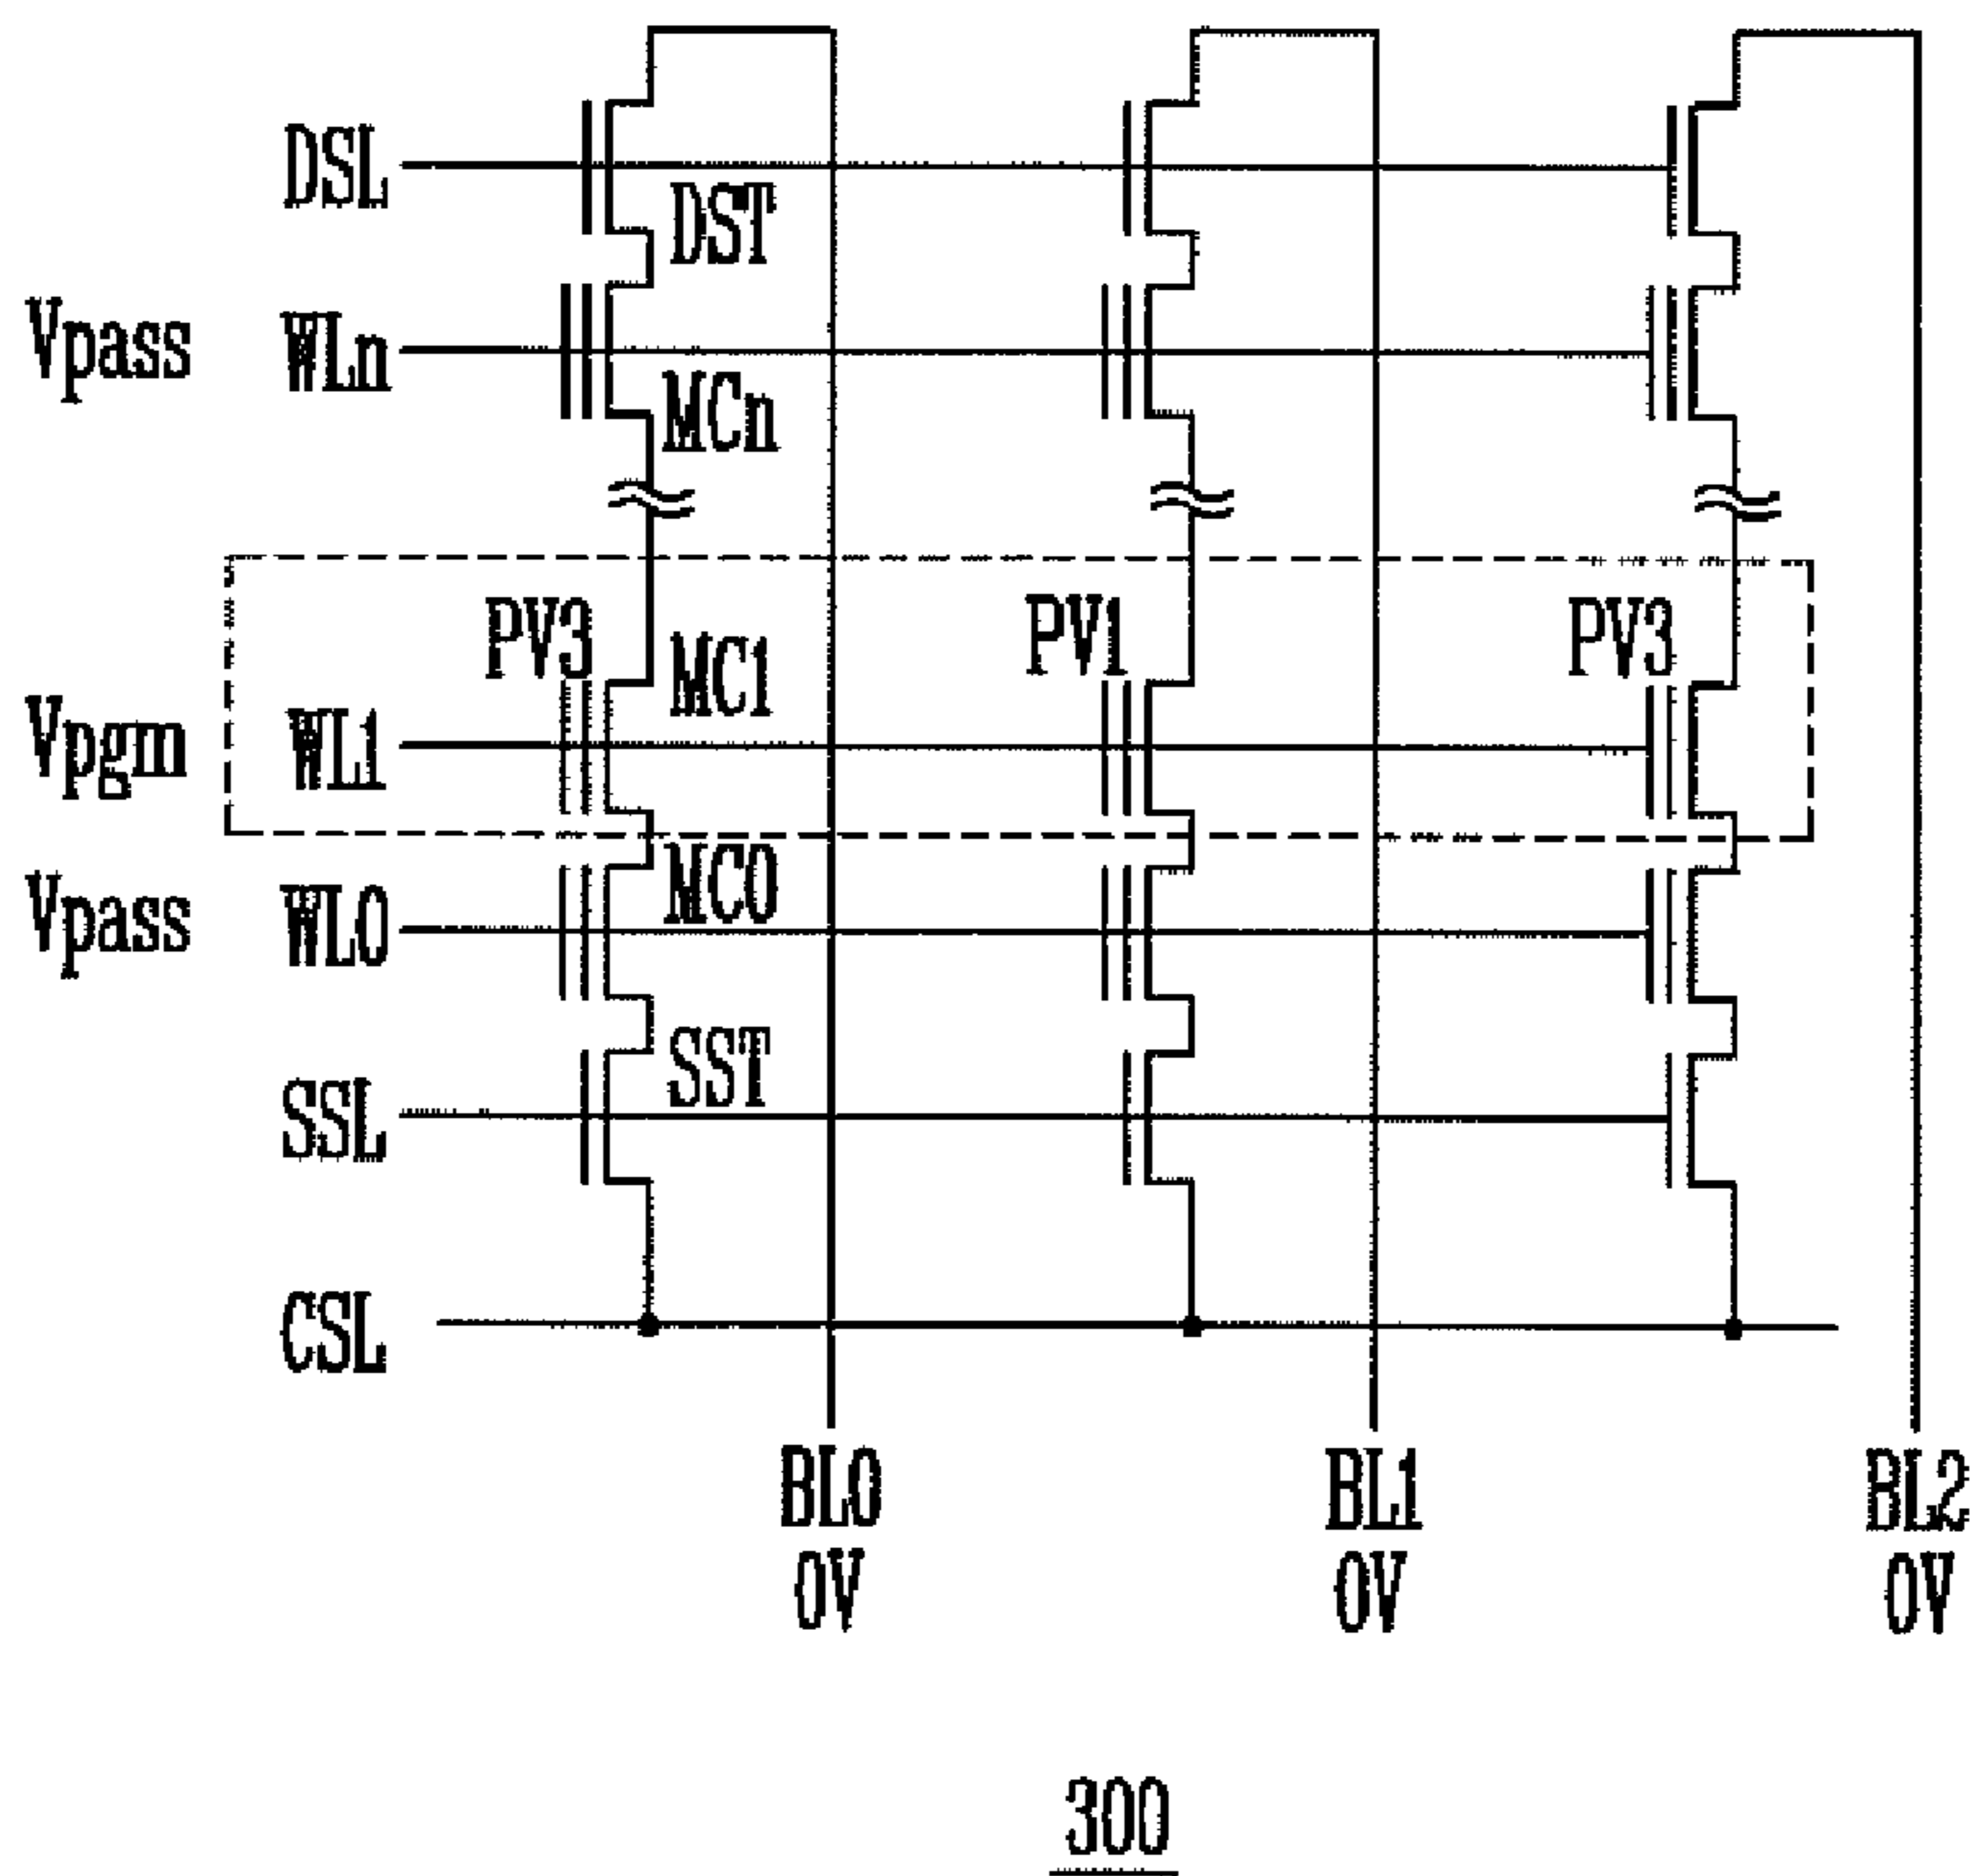 DSL
DST
Vpass WLn
MCn
PV3 MC1 PV1 PV3
Vpgm WL1
MC0
Vpass WL0
SST
SSL
CSL
BL0 BL1 BL2
0V 0V 0V
300